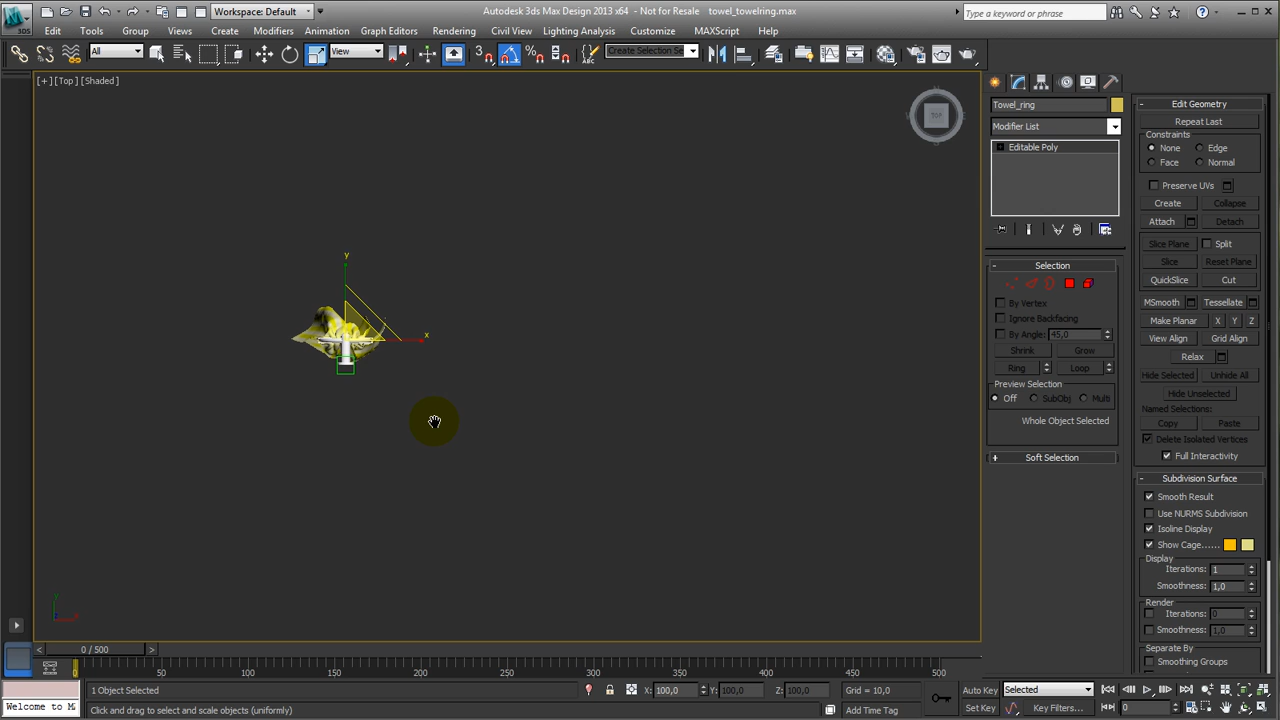 Workspace: Default
Autodesk 3ds Max Design 2013 x64 - Not for Resale towel_towelring.max
Type a keyword or phrase
3DS
Edit Tools Group Views Create Modifiers Animation Graph Editors Rendering Civil View Lighting Analysis Customize MAXScript Help
All View Create Selection Se
[+] [Top] [Shaded]
TOP
y
x
Towel_ring
Modifier List
Editable Poly
Selection
By Vertex
Ignore Backfacing
By Angle: 45,0
Shrink Grow
Ring Loop
Preview Selection
Off SubObj Multi
Whole Object Selected
Soft Selection
Edit Geometry
Repeat Last
Constraints
None Edge
Face Normal
Preserve UVs
Create Collapse
Attach Detach
Slice Plane Split
Slice Reset Plane
QuickSlice Cut
MSmooth Tessellate
Make Planar X Y Z
View Align Grid Align
Relax
Hide Selected Unhide All
Hide Unselected
Named Selections:
Copy Paste
Delete Isolated Vertices
Full Interactivity
Subdivision Surface
Smooth Result
Use NURMS Subdivision
Isoline Display
Show Cage......
Display
Iterations: 1
Smoothness: 1,0
Render
Iterations: 0
Smoothness: 1,0
Separate By
Smoothing Groups
< 0 / 500 >
0 50 100 150 200 250 300 350 400 450 500
1 Object Selected X: 100,0 Y: 100,0 Z: 100,0 Grid = 10,0 Auto Key Selected
Welcome to M Click and drag to select and scale objects (uniformly) Add Time Tag Set Key Key Filters... 0